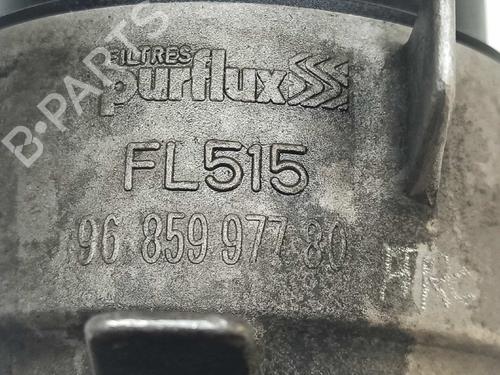 FILTRES
purflux
FL515
96 859 977 80
B-PARTS